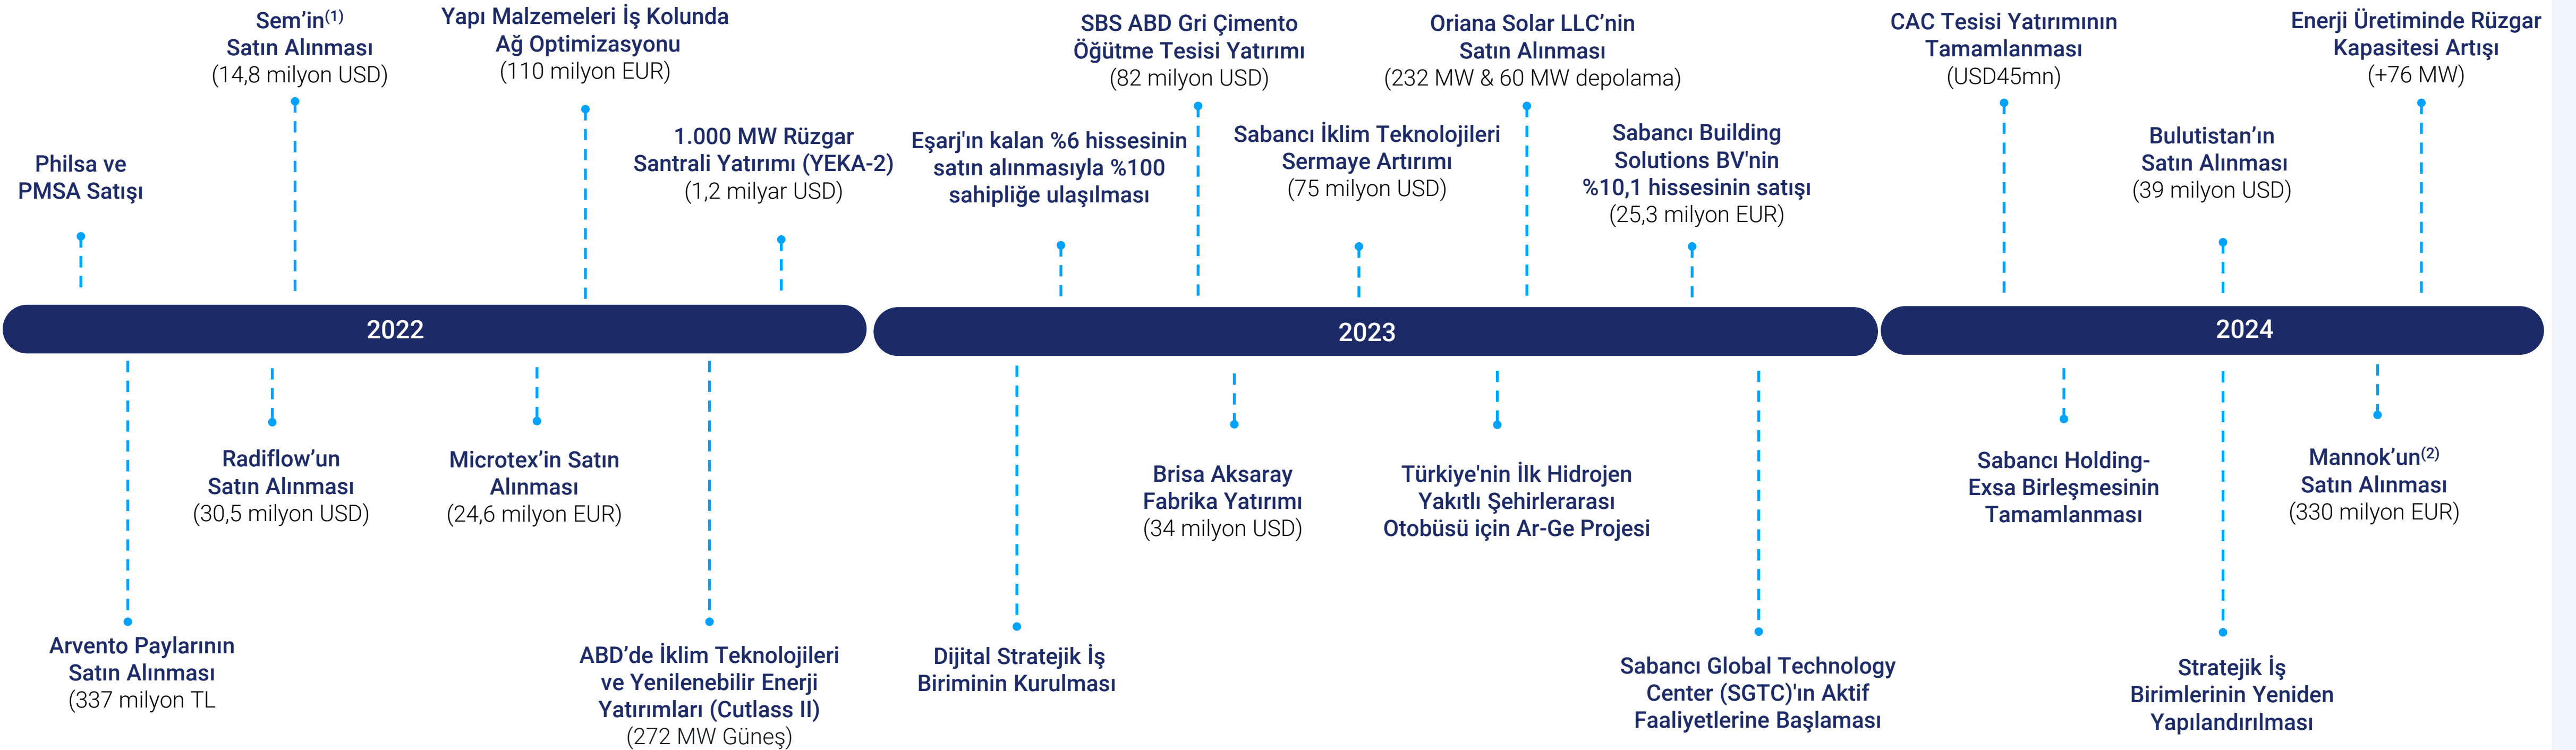 Philsa ve
PMSA Satışı
Sem’in(1)
Satın Alınması
(14,8 milyon USD)
Yapı Malzemeleri İş Kolunda
Ağ Optimizasyonu
(110 milyon EUR)
1.000 MW Rüzgar
Santrali Yatırımı (YEKA-2)
(1,2 milyar USD)
Eşarj'ın kalan %6 hissesinin
satın alınmasıyla %100
sahipliğe ulaşılması
SBS ABD Gri Çimento
Öğütme Tesisi Yatırımı
(82 milyon USD)
Sabancı İklim Teknolojileri
Sermaye Artırımı
(75 milyon USD)
Oriana Solar LLC’nin
Satın Alınması
(232 MW & 60 MW depolama)
Sabancı Building
Solutions BV'nin
%10,1 hissesinin satışı
(25,3 milyon EUR)
CAC Tesisi Yatırımının
Tamamlanması
(USD45mn)
Bulutistan’ın
Satın Alınması
(39 milyon USD)
Enerji Üretiminde Rüzgar
Kapasitesi Artışı
(+76 MW)
2022
2023
2024
Arvento Paylarının
Satın Alınması
(337 milyon TL
Radiflow’un
Satın Alınması
(30,5 milyon USD)
Microtex’in Satın
Alınması
(24,6 milyon EUR)
ABD’de İklim Teknolojileri
ve Yenilenebilir Enerji
Yatırımları (Cutlass II)
(272 MW Güneş)
Dijital Stratejik İş
Biriminin Kurulması
Brisa Aksaray
Fabrika Yatırımı
(34 milyon USD)
Türkiye'nin İlk Hidrojen
Yakıtlı Şehirlerarası
Otobüsü için Ar-Ge Projesi
Sabancı Global Technology
Center (SGTC)'ın Aktif
Faaliyetlerine Başlaması
Sabancı Holding-
Exsa Birleşmesinin
Tamamlanması
Stratejik İş
Birimlerinin Yeniden
Yapılandırılması
Mannok’un(2)
Satın Alınması
(330 milyon EUR)